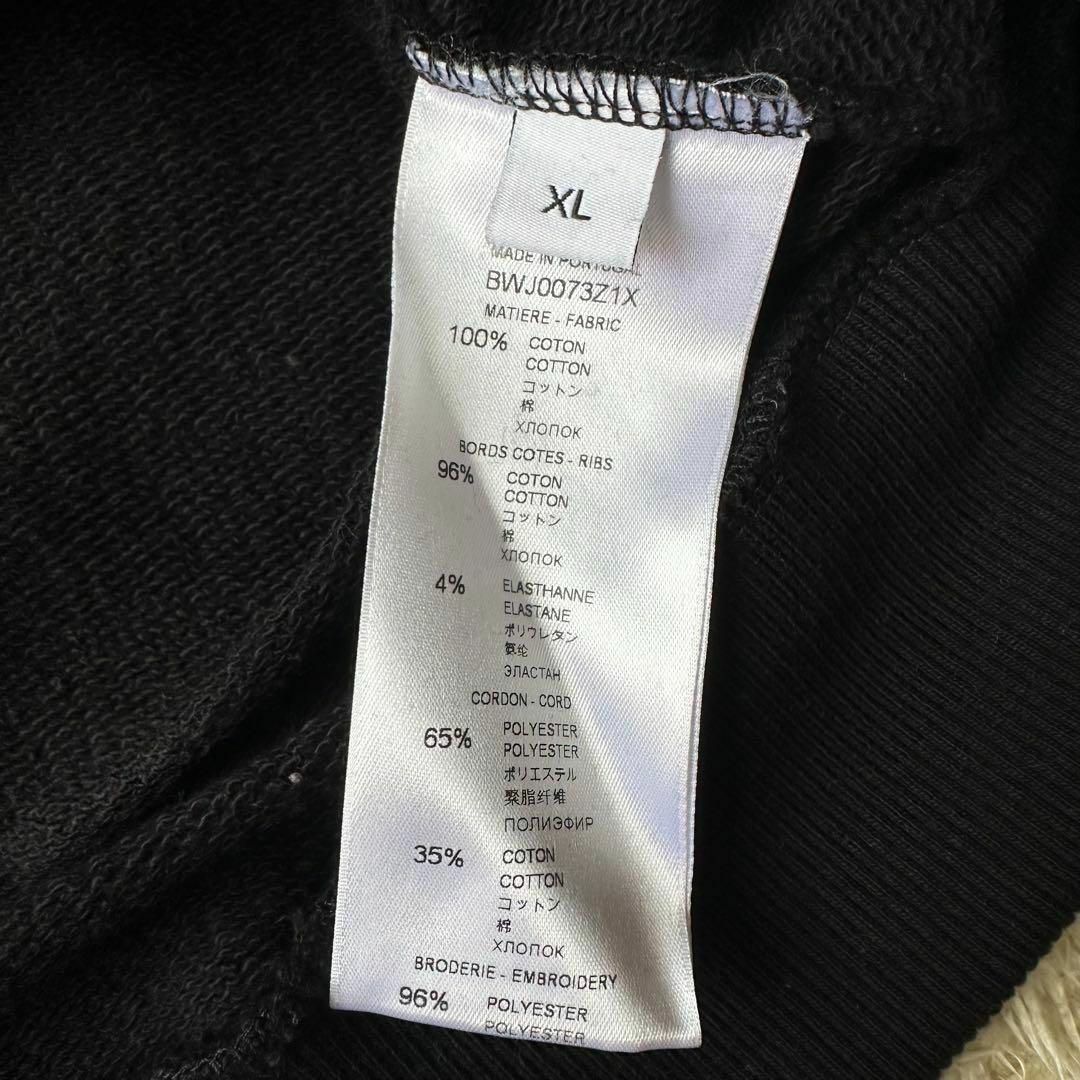 XL
MADE IN PORTUGAL
BWJ0073Z1X
MATIERE - FABRIC
100% COTON
COTTON
コットン
棉
ХЛОПОК
BORDS COTES - RIBS
96% COTON
COTTON
コットン
棉
ХЛОПОК
4% ELASTHANNE
ELASTANE
ポリウレタン
氨纶
ЭЛАСТАН
CORDON - CORD
65% POLYESTER
POLYESTER
ポリエステル
聚脂纤维
ПОЛИЭФИР
35% COTON
COTTON
コットン
棉
ХЛОПОК
BRODERIE - EMBROIDERY
96% POLYESTER
POLYESTER